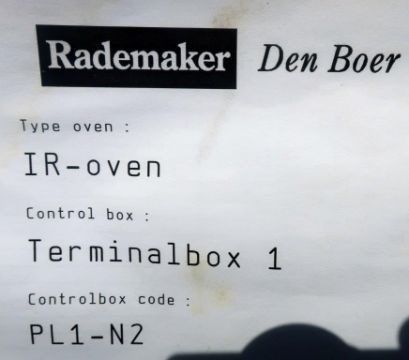 Rademaker Den Boer
Type oven :
IR-oven
Control box :
Terminalbox 1
Controlbox code :
PL1-N2